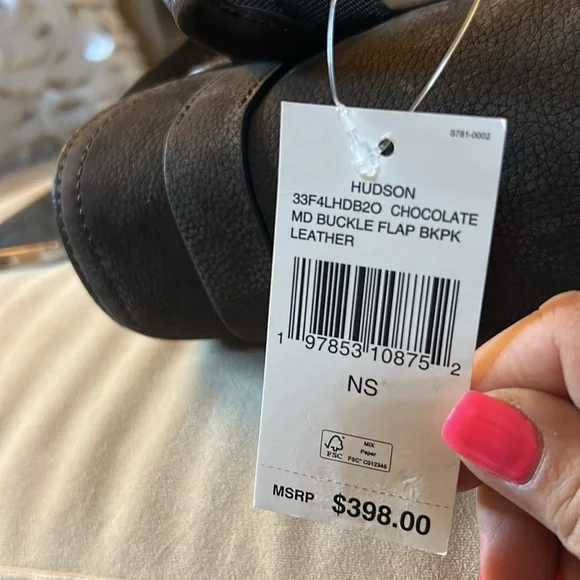 S781-0002
HUDSON
33F4LHDB2O CHOCOLATE
MD BUCKLE FLAP BKPK
LEATHER
1 97853 10875 2
NS
FSC
MIX
Paper
FSC® C012345
MSRP $398.00